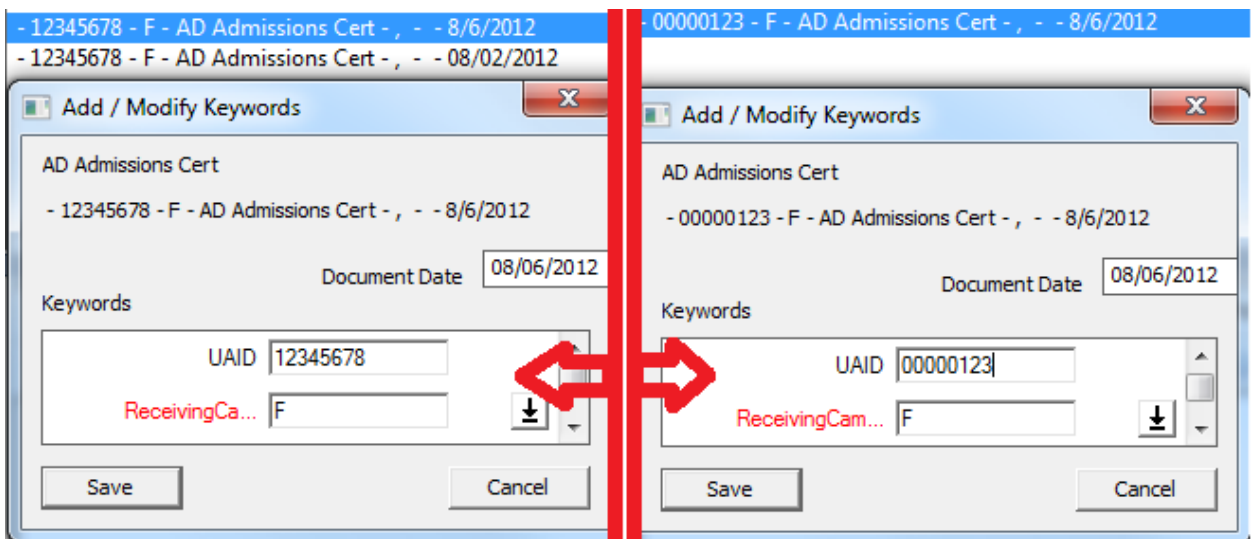 - 12345678 - F - AD Admissions Cert - , - - 8/6/2012
- 12345678 - F - AD Admissions Cert - , - - 08/02/2012
Add / Modify Keywords
AD Admissions Cert
- 12345678 - F - AD Admissions Cert - , - - 8/6/2012
Document Date 08/06/2012
Keywords
UAID 12345678
ReceivingCa... F
Save Cancel
- 00000123 - F - AD Admissions Cert - , - - 8/6/2012
Add / Modify Keywords
AD Admissions Cert
- 00000123 - F - AD Admissions Cert - , - - 8/6/2012
Document Date 08/06/2012
Keywords
UAID 00000123
ReceivingCam... F
Save Cancel